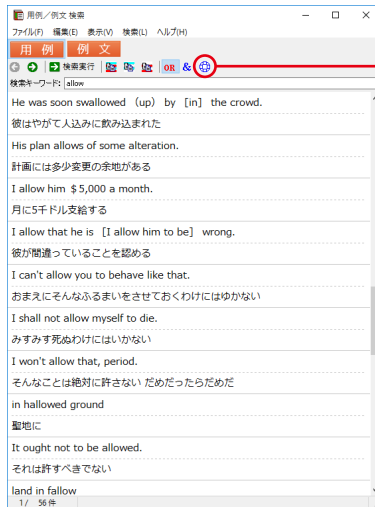 用例／例文 検索
ファイル(F) 編集(E) 表示(V) 検索(L) ヘルプ(H)
用 例 例 文
検索実行 OR &
検索キーワード: allow
He was soon swallowed （up） by ［in］ the crowd.
彼はやがて人込みに飲み込まれた
His plan allows of some alteration.
計画には多少変更の余地がある
I allow him ＄5,000 a month.
月に5千ドル支給する
I allow that he is ［I allow him to be］ wrong.
彼が間違っていることを認める
I can't allow you to behave like that.
おまえにそんなふるまいをさせておくわけにはゆかない
I shall not allow myself to die.
みすみす死ぬわけにはいかない
I won't allow that, period.
そんなことは絶対に許さない だめだったらだめだ
in hallowed ground
聖地に
It ought not to be allowed.
それは許すべきでない
land in fallow
1/ 56件